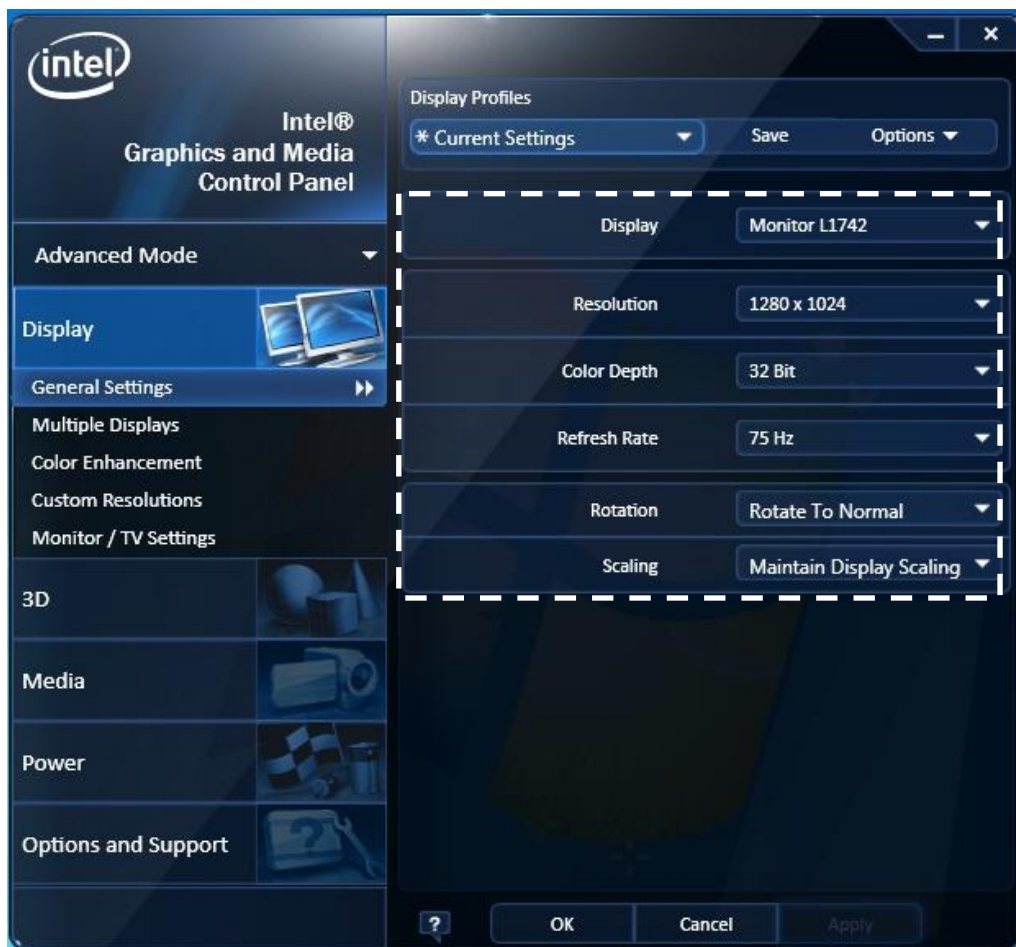 intel
Intel®
Graphics and Media
Control Panel
Advanced Mode
Display
General Settings
Multiple Displays
Color Enhancement
Custom Resolutions
Monitor / TV Settings
3D
Media
Power
Options and Support
Display Profiles
* Current Settings Save Options
Display Monitor L1742
Resolution 1280 x 1024
Color Depth 32 Bit
Refresh Rate 75 Hz
Rotation Rotate To Normal
Scaling Maintain Display Scaling
? OK Cancel Apply